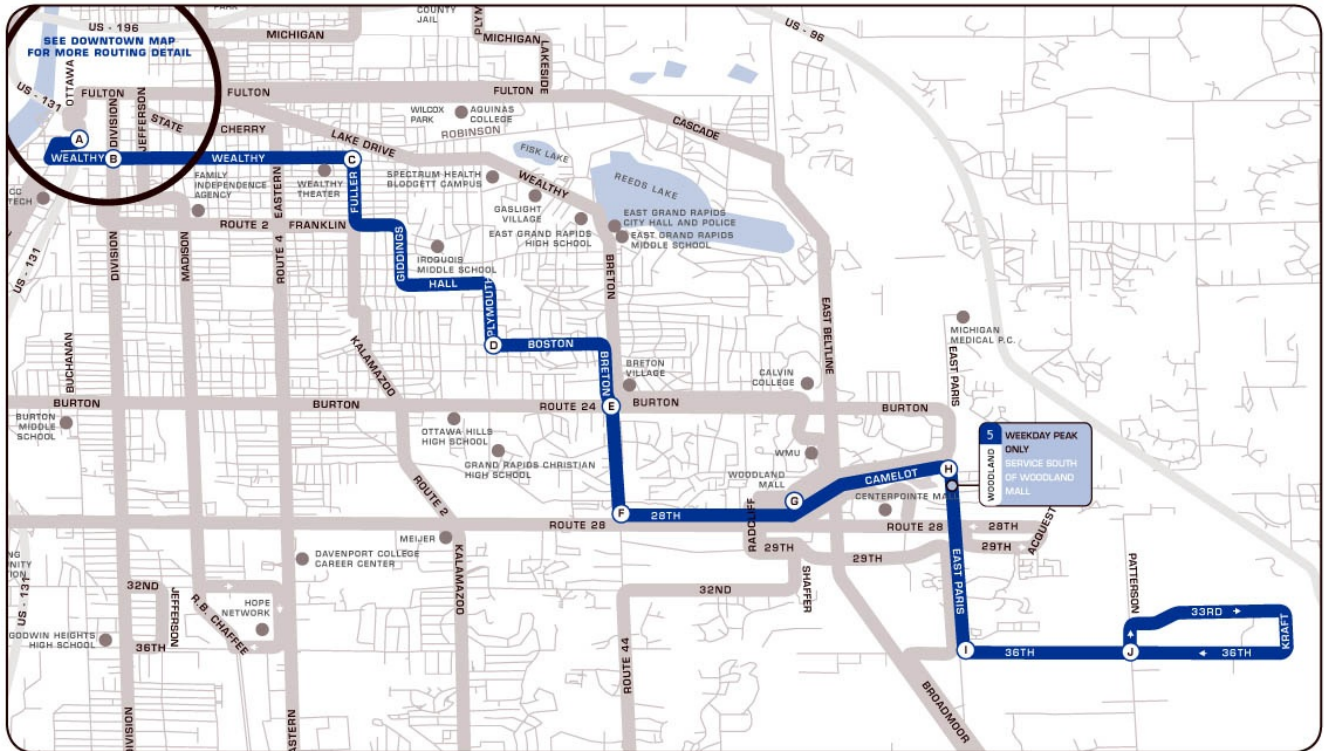 PARK
COUNTY
JAIL
US - 196
SEE DOWNTOWN MAP
FOR MORE ROUTING DETAIL
MICHIGAN
MICHIGAN
LAKESIDE
US - 96
US - 131
OTTAWA
FULTON
DIVISION
JEFFERSON
FULTON
FULTON
STATE
CHERRY
LAKE DRIVE
WILCOX
PARK
AQUINAS
COLLEGE
ROBINSON
CASCADE
A
WEALTHY
B
WEALTHY
C
FULLER
FISK LAKE
REEDS LAKE
TECH
FAMILY
INDEPENDENCE
AGENCY
EASTERN
WEALTHY
THEATER
SPECTRUM HEALTH
BLODGETT CAMPUS
WEALTHY
GASLIGHT
VILLAGE
EAST GRAND RAPIDS
HIGH SCHOOL
EAST GRAND RAPIDS
CITY HALL AND POLICE
EAST GRAND RAPIDS
MIDDLE SCHOOL
ROUTE 2
FRANKLIN
US - 131
DIVISION
MADISON
ROUTE 4
GIDDINGS
IROQUOIS
MIDDLE SCHOOL
HALL
PLYMOUTH
BRETON
EAST BELTLINE
D
BOSTON
BRETON
MICHIGAN
MEDICAL P.C.
EAST PARIS
BUCHANAN
KALAMAZOO
BRETON
VILLAGE
CALVIN
COLLEGE
BURTON
BURTON
ROUTE 24
E
BURTON
BURTON
BURTON
MIDDLE
SCHOOL
OTTAWA HILLS
HIGH SCHOOL
GRAND RAPIDS CHRISTIAN
HIGH SCHOOL
WMU
WOODLAND
MALL
CAMELOT
H
5
WOODLAND
WEEKDAY PEAK
ONLY
SERVICE SOUTH
OF WOODLAND
MALL
ROUTE 2
G
CENTERPOINTE MALL
F
28TH
ROUTE 28
RADCLIFF
ROUTE 28
28TH
29TH
ACQUEST
MEIJER
29TH
29TH
DAVENPORT COLLEGE
CAREER CENTER
KALAMAZOO
SHAFFER
EAST PARIS
PATTERSON
US - 131
32ND
JEFFERSON
R.B. CHAFFEE
HOPE
NETWORK
32ND
33RD
KRAFT
GODWIN HEIGHTS
HIGH SCHOOL
36TH
ROUTE 44
I
36TH
J
36TH
BROADMOOR
DIVISION